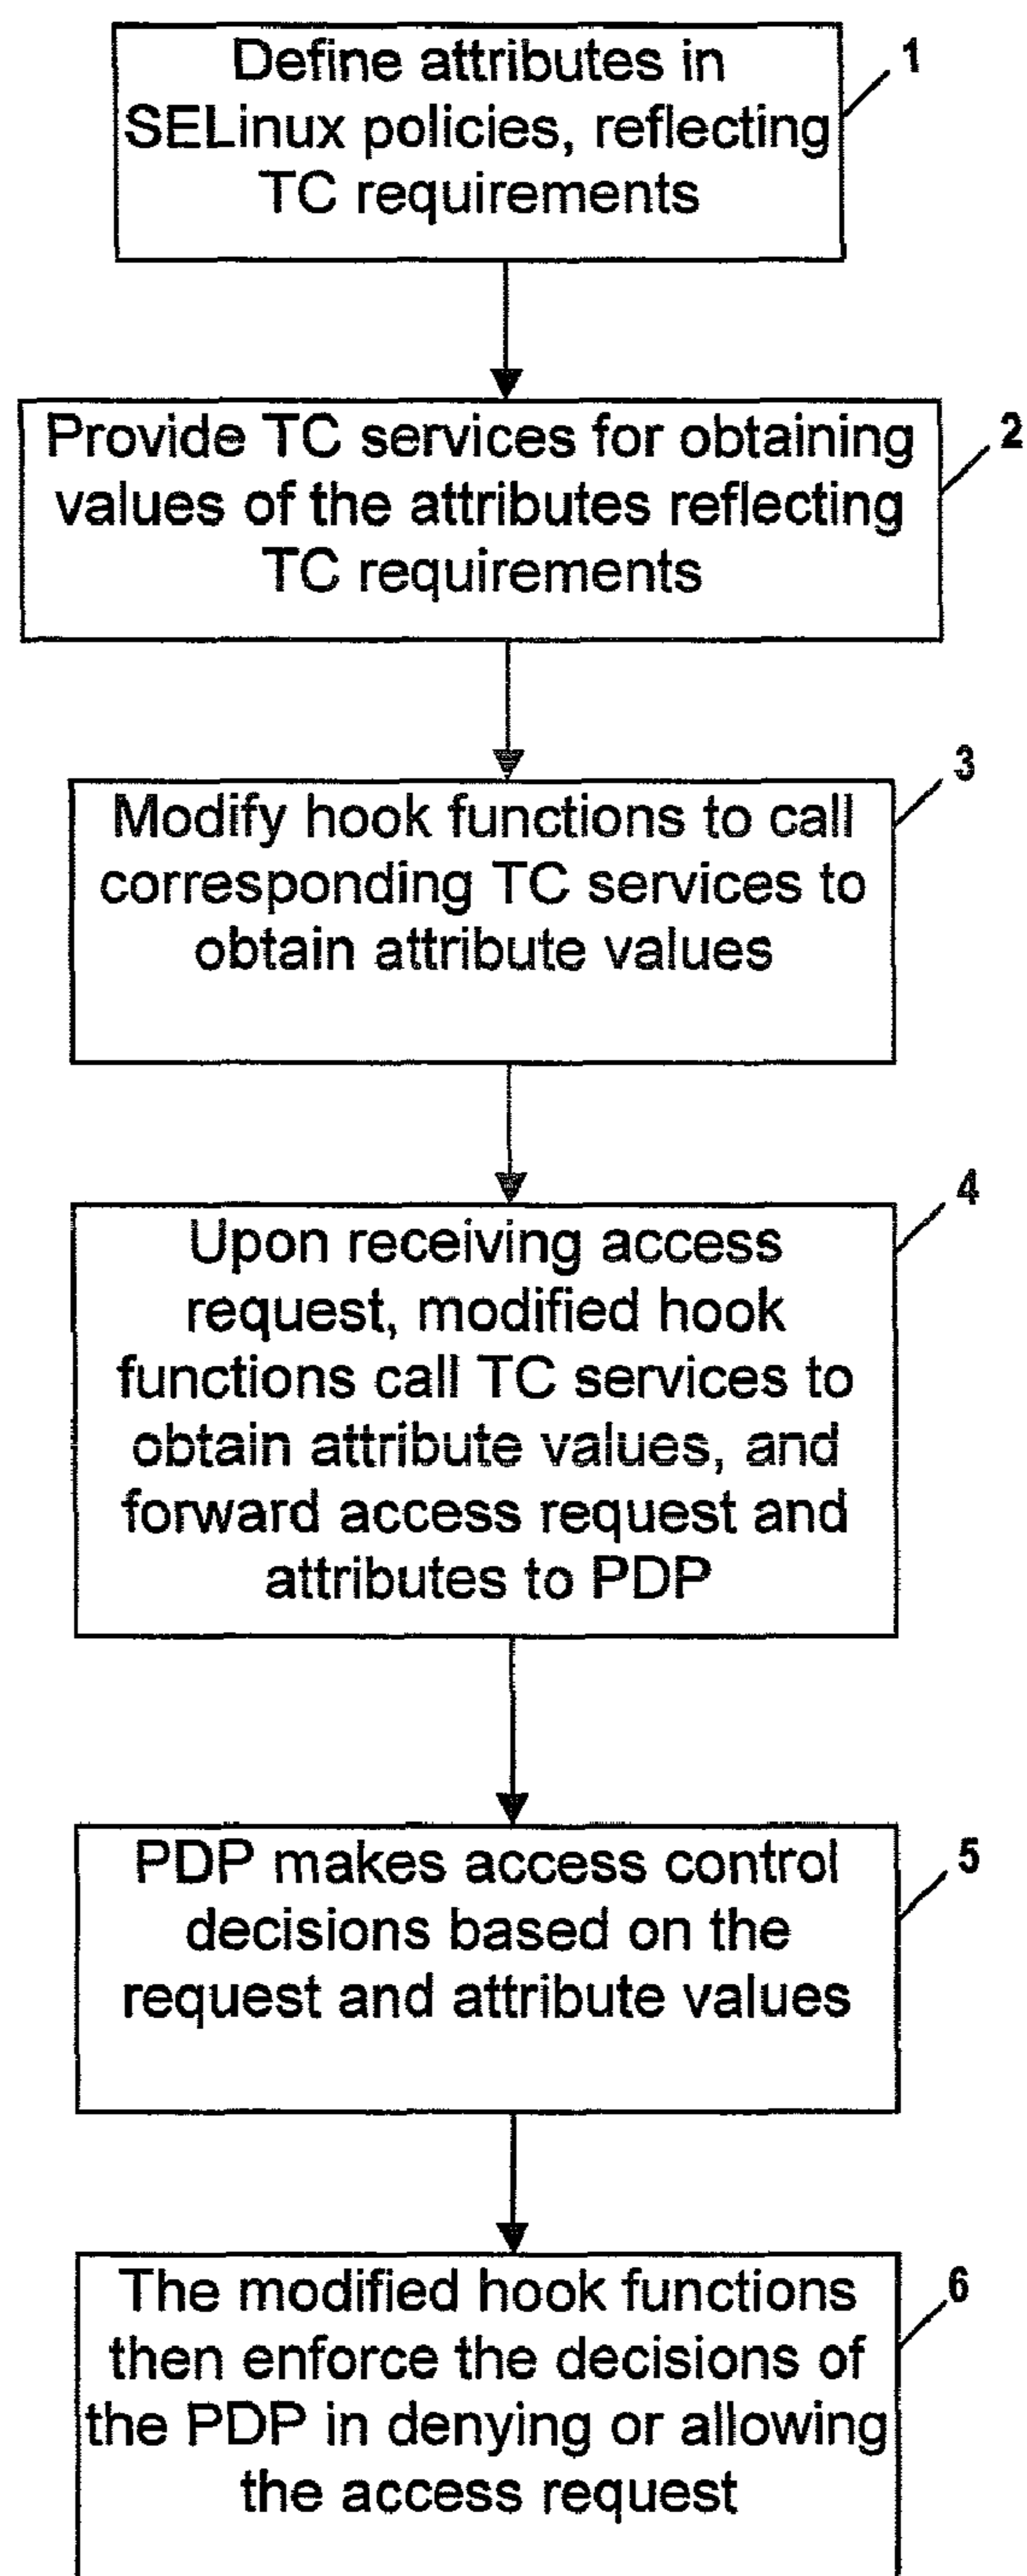 Define attributes in
SELinux policies, reflecting
TC requirements
1
Provide TC services for obtaining
values of the attributes reflecting
TC requirements
2
Modify hook functions to call
corresponding TC services to
obtain attribute values
3
Upon receiving access
request, modified hook
functions call TC services to
obtain attribute values, and
forward access request and
attributes to PDP
4
PDP makes access control
decisions based on the
request and attribute values
5
The modified hook functions
then enforce the decisions of
the PDP in denying or allowing
the access request
6